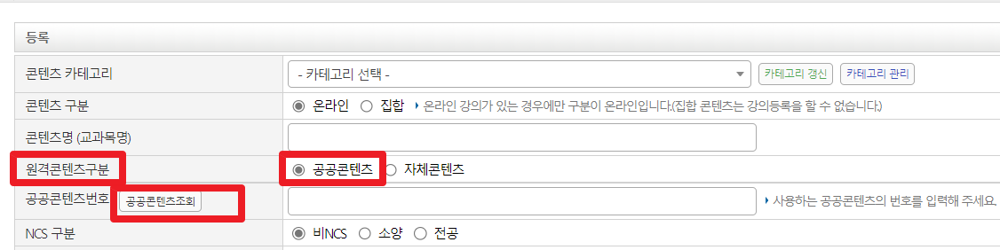 등록
콘텐츠 카테고리 - 카테고리 선택 - 카테고리 갱신 카테고리 관리
콘텐츠 구분 온라인 집합 온라인 강의가 있는 경우에만 구분이 온라인입니다.(집합 콘텐츠는 강의등록을 할 수 없습니다.)
콘텐츠명 (교과목명)
원격콘텐츠구분 공공콘텐츠 자체콘텐츠
공공콘텐츠번호 공공콘텐츠조회 사용하는 공공콘텐츠의 번호를 입력해 주세요.
NCS 구분 비NCS 소양 전공